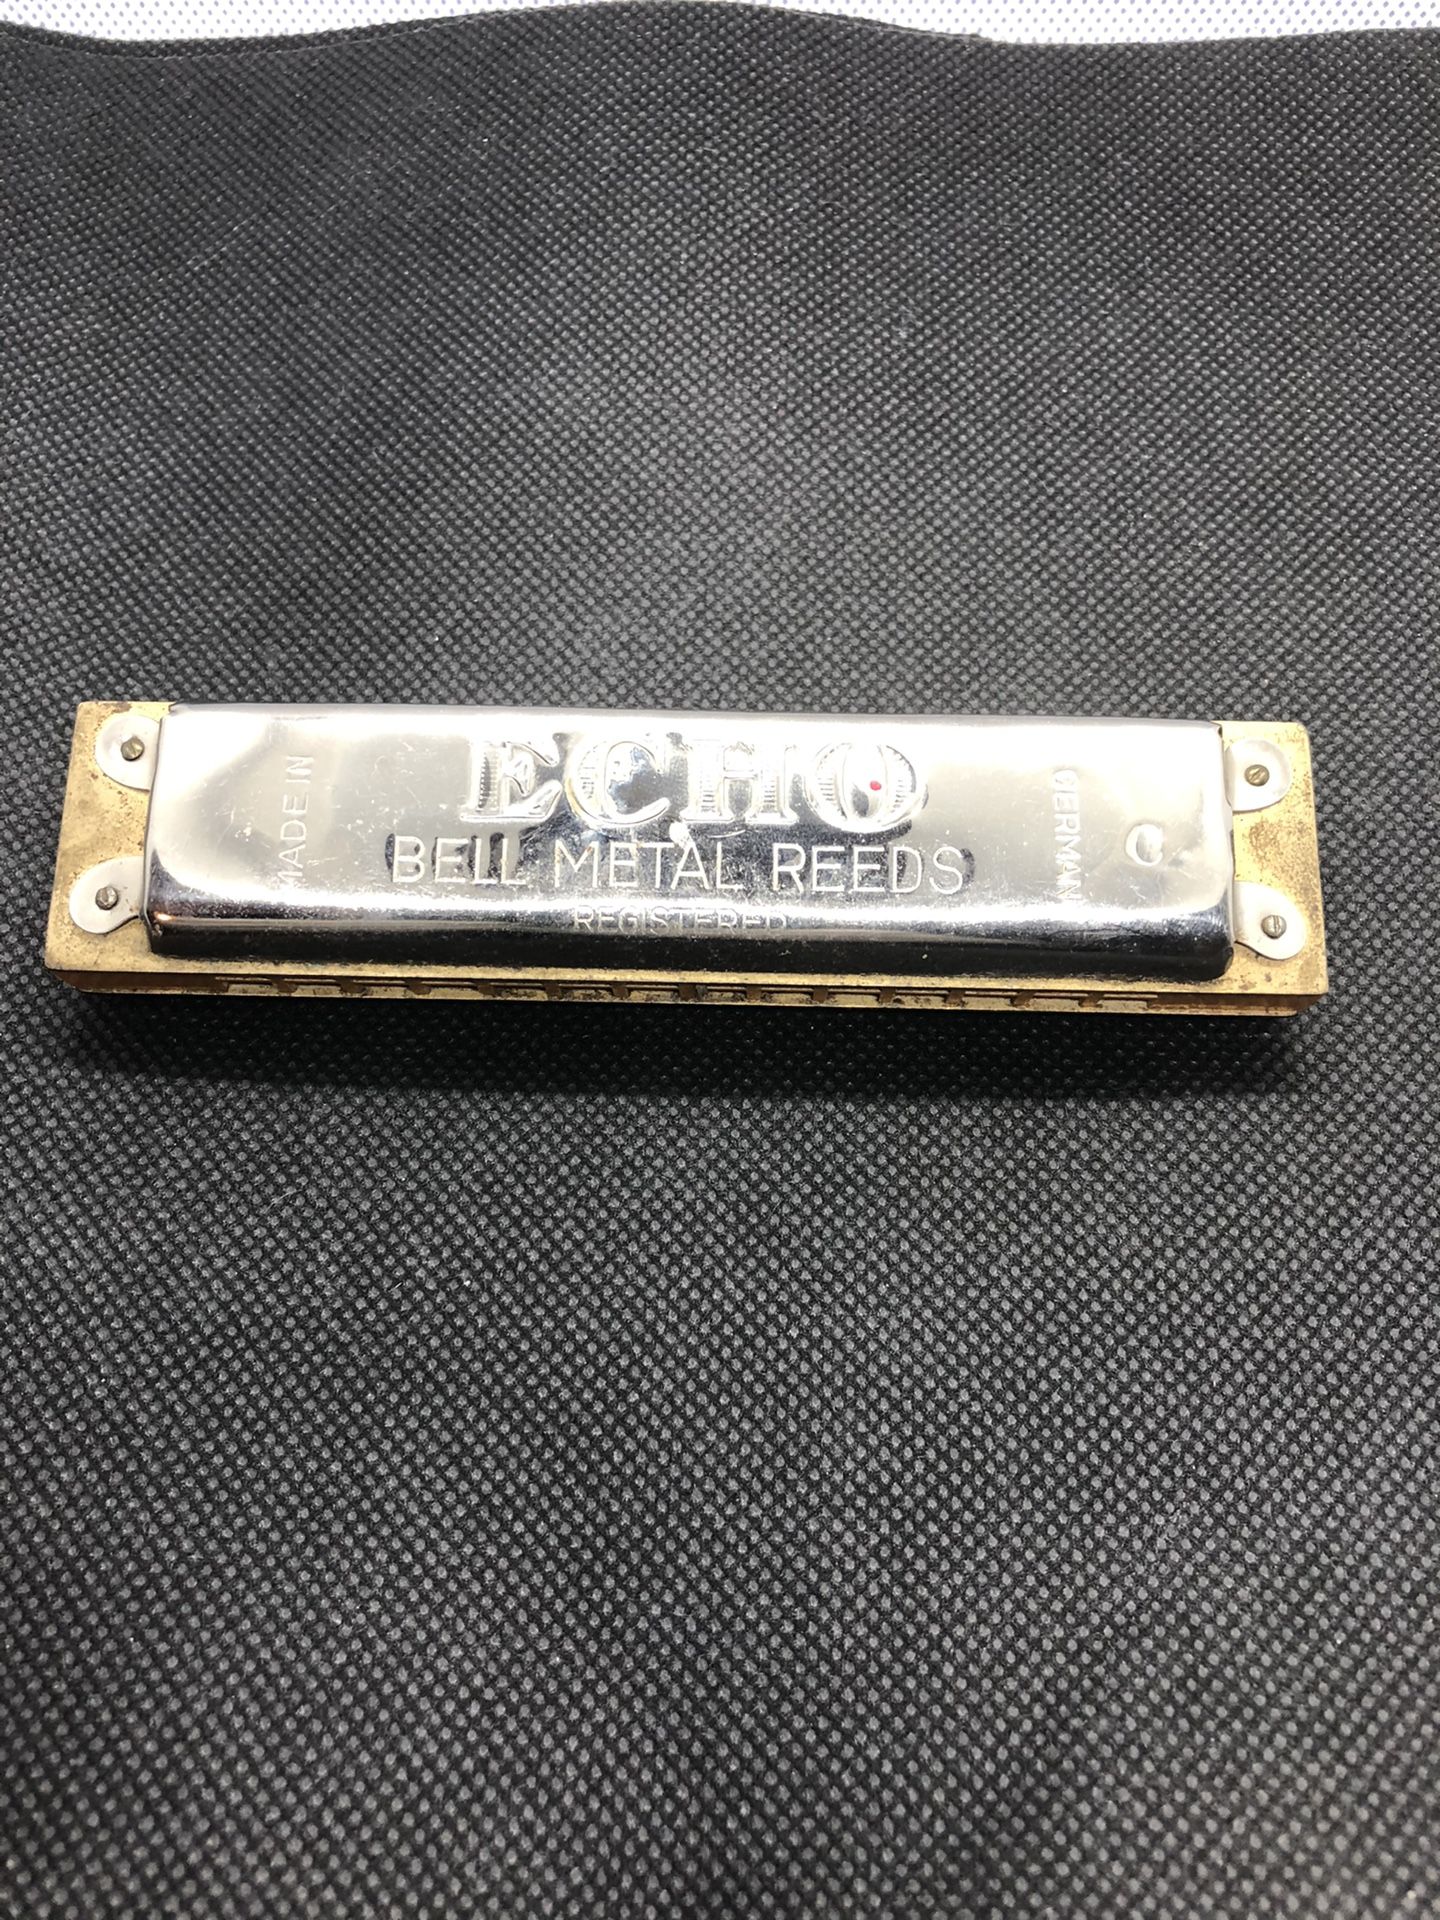 MADE IN
ECHO
GERMANY
BELL METAL REEDS
C
REGISTERED